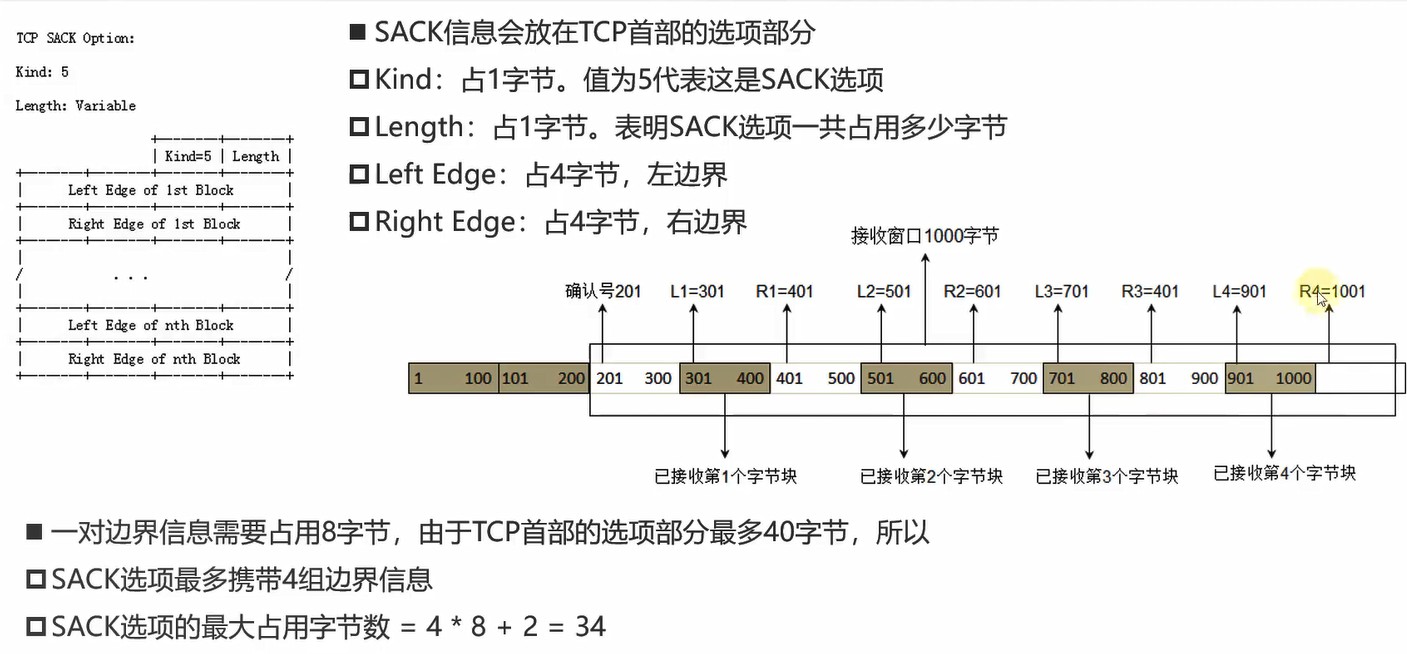 TCP SACK Option:
Kind: 5
Length: Variable
Kind=5 Length
Left Edge of 1st Block
Right Edge of 1st Block
. . .
Left Edge of nth Block
Right Edge of nth Block
SACK信息会放在TCP首部的选项部分
Kind：占1字节。值为5代表这是SACK选项
Length：占1字节。表明SACK选项一共占用多少字节
Left Edge：占4字节，左边界
Right Edge：占4字节，右边界
接收窗口1000字节
确认号201 L1=301 R1=401 L2=501 R2=601 L3=701 R3=401 L4=901 R4=1001
1 100 101 200 201 300 301 400 401 500 501 600 601 700 701 800 801 900 901 1000
已接收第1个字节块 已接收第2个字节块 已接收第3个字节块 已接收第4个字节块
一对边界信息需要占用8字节，由于TCP首部的选项部分最多40字节，所以
SACK选项最多携带4组边界信息
SACK选项的最大占用字节数 = 4 * 8 + 2 = 34